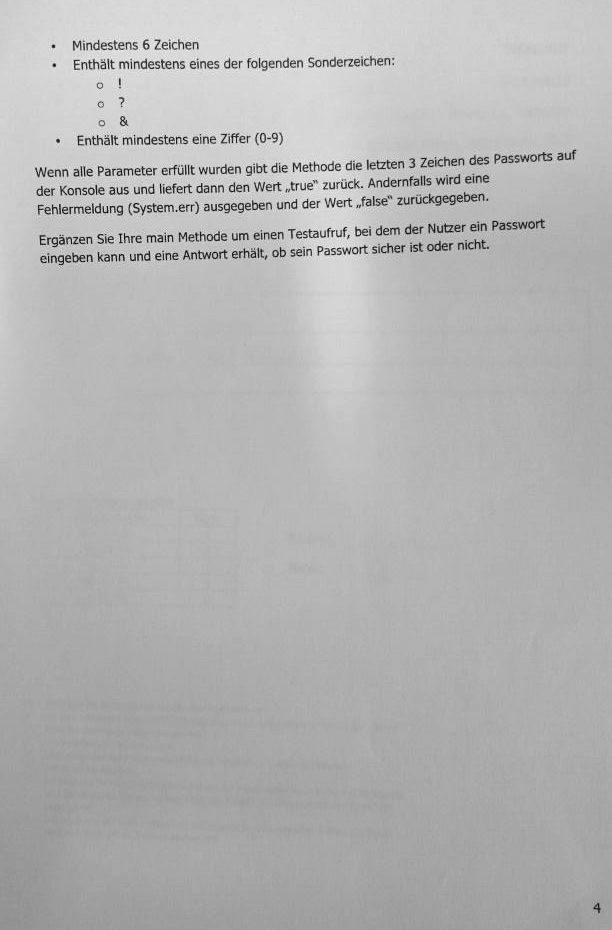 • Mindestens 6 Zeichen
• Enthält mindestens eines der folgenden Sonderzeichen:
o !
o ?
o &
• Enthält mindestens eine Ziffer (0-9)
Wenn alle Parameter erfüllt wurden gibt die Methode die letzten 3 Zeichen des Passworts auf
der Konsole aus und liefert dann den Wert „true" zurück. Andernfalls wird eine
Fehlermeldung (System.err) ausgegeben und der Wert „false" zurückgegeben.
Ergänzen Sie Ihre main Methode um einen Testaufruf, bei dem der Nutzer ein Passwort
eingeben kann und eine Antwort erhält, ob sein Passwort sicher ist oder nicht.
4